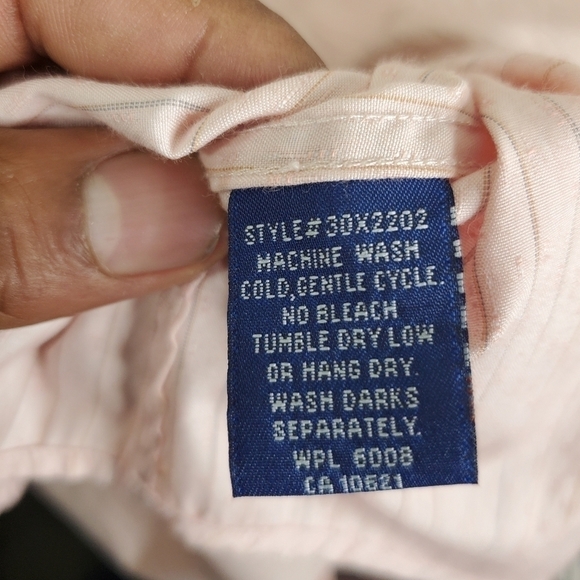 STYLE#30X2202
MACHINE WASH
COLD,GENTLE CYCLE.
NO BLEACH
TUMBLE DRY LOW
OR HANG DRY.
WASH DARKS
SEPARATELY.
WPL 6008
CA 10621